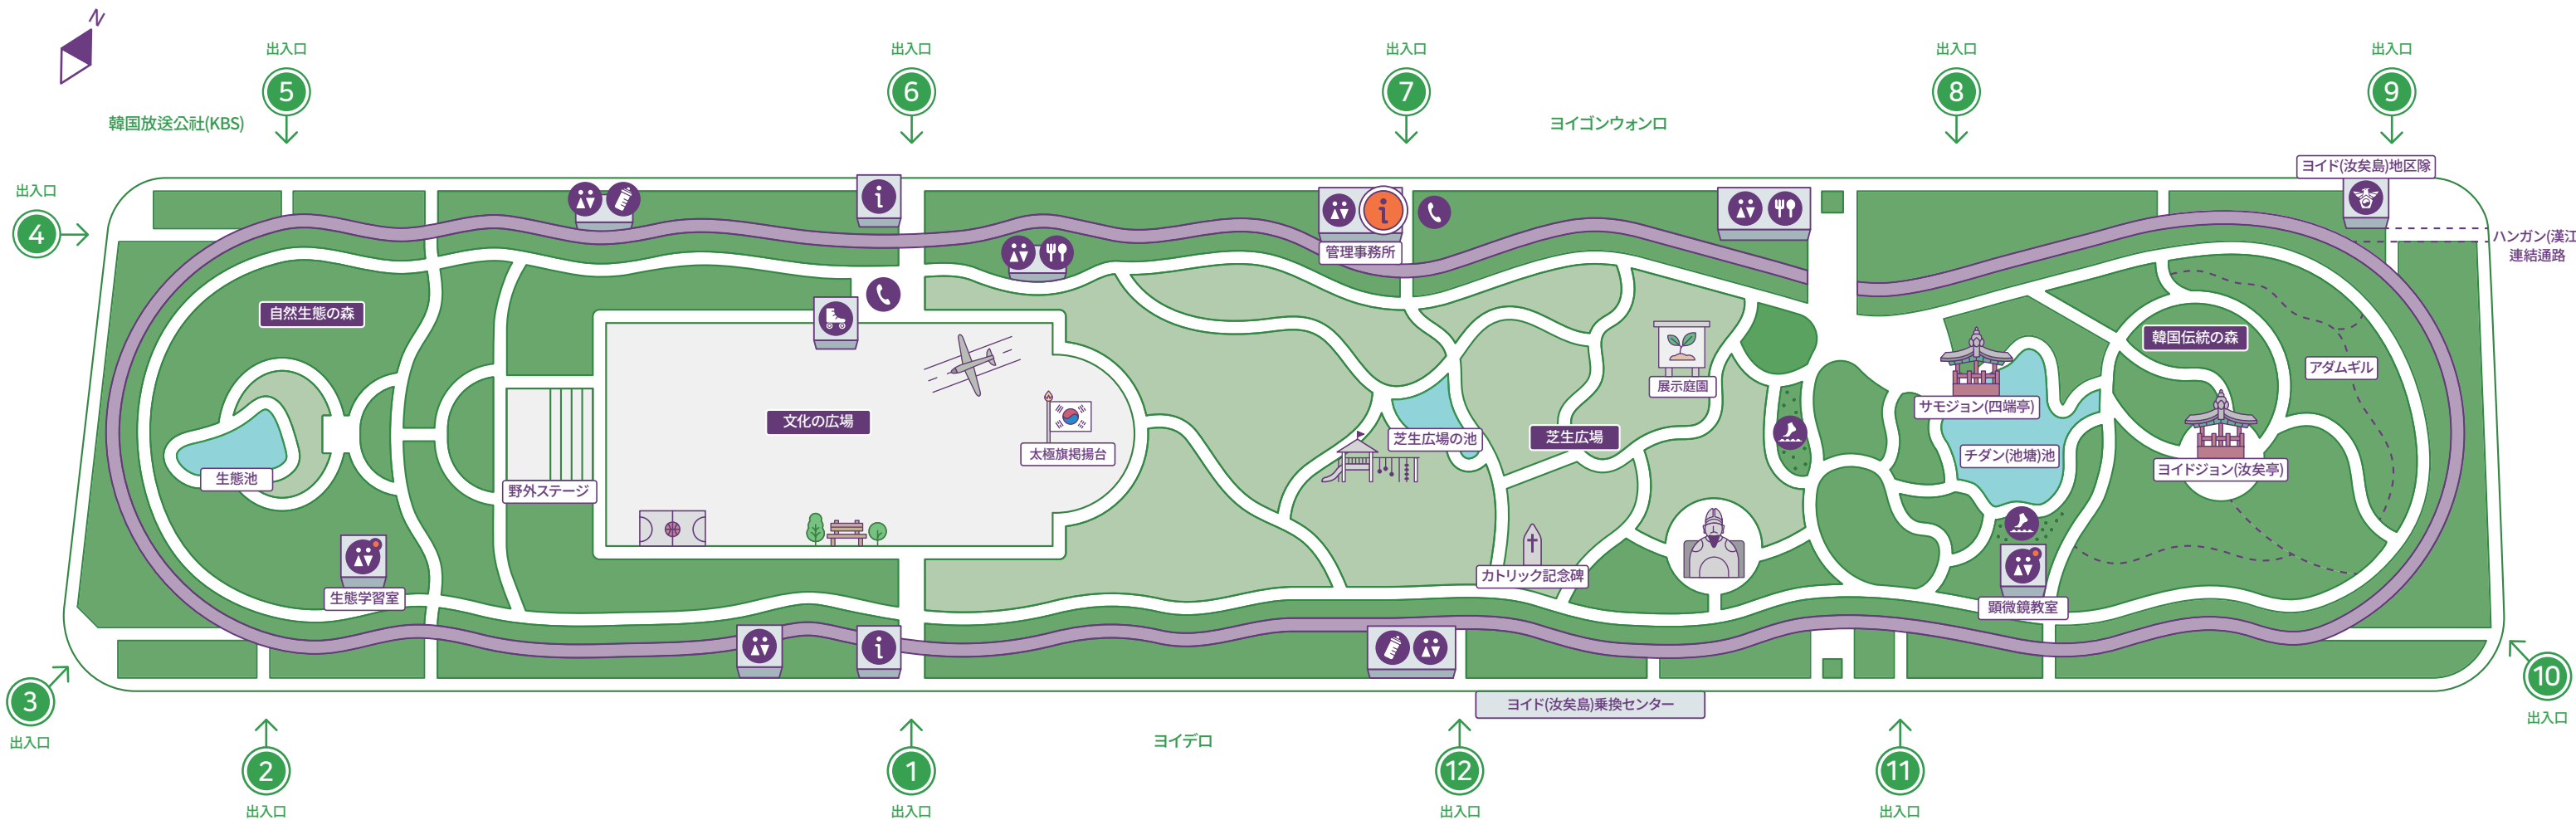 N
出入口
5
出入口
6
出入口
7
出入口
8
出入口
9
韓国放送公社(KBS)
ヨイゴンウォンロ
出入口
4
ヨイド(汝矣島)地区隊
ハンガン(漢江
連結通路
管理事務所
自然生態の森
韓国伝統の森
アダムギル
展示庭園
サモジョン(四端亭)
文化の広場
太極旗掲揚台
芝生広場の池
芝生広場
チダン(池塘)池
ヨイドジョン(汝矣亭)
生態池
野外ステージ
カトリック記念碑
生態学習室
顕微鏡教室
3
出入口
10
出入口
ヨイド(汝矣島)乗換センター
ヨイデロ
2
出入口
1
出入口
12
出入口
11
出入口